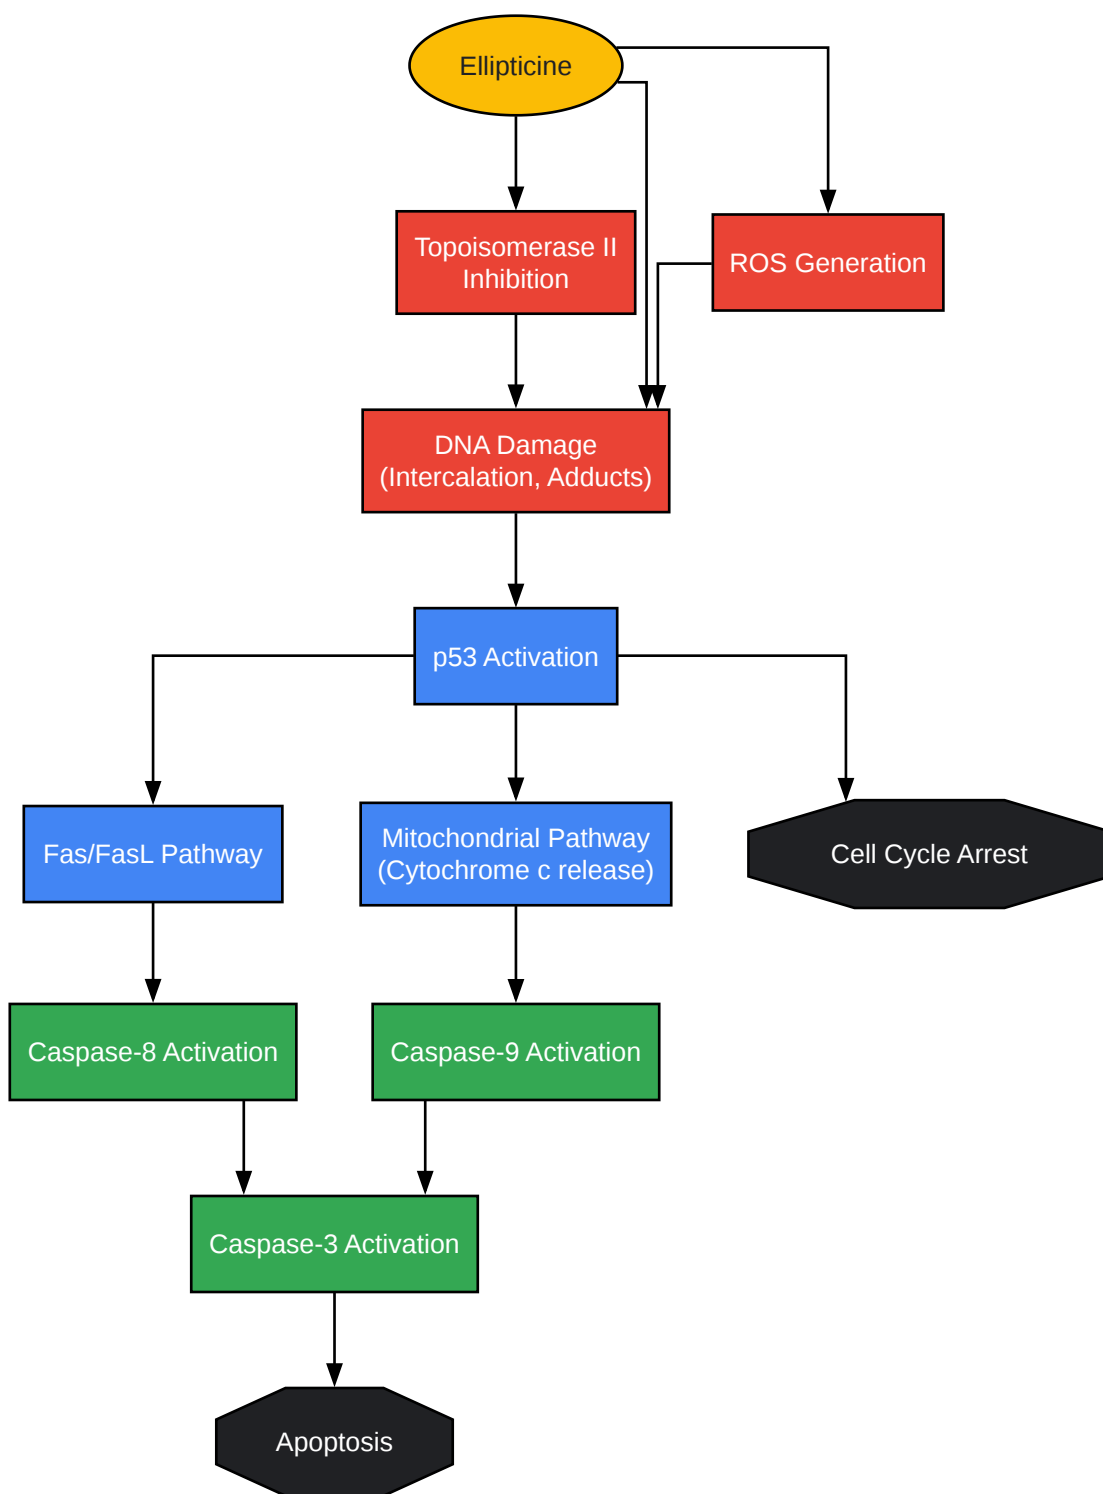 Ellipticine
Topoisomerase II
Inhibition
ROS Generation
DNA Damage
(Intercalation, Adducts)
p53 Activation
Fas/FasL Pathway
Mitochondrial Pathway
(Cytochrome c release)
Cell Cycle Arrest
Caspase-8 Activation
Caspase-9 Activation
Caspase-3 Activation
Apoptosis